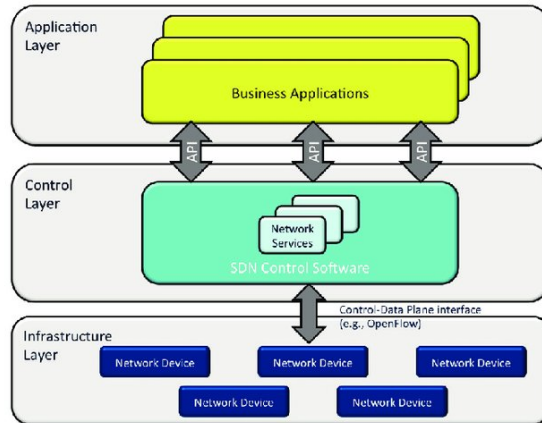 Application
Layer
Business Applications
API
API
API
Control
Layer
Network
Services
SDN Control Software
Control-Data Plane interface
(e.g., OpenFlow)
Infrastructure
Layer
Network Device
Network Device
Network Device
Network Device
Network Device